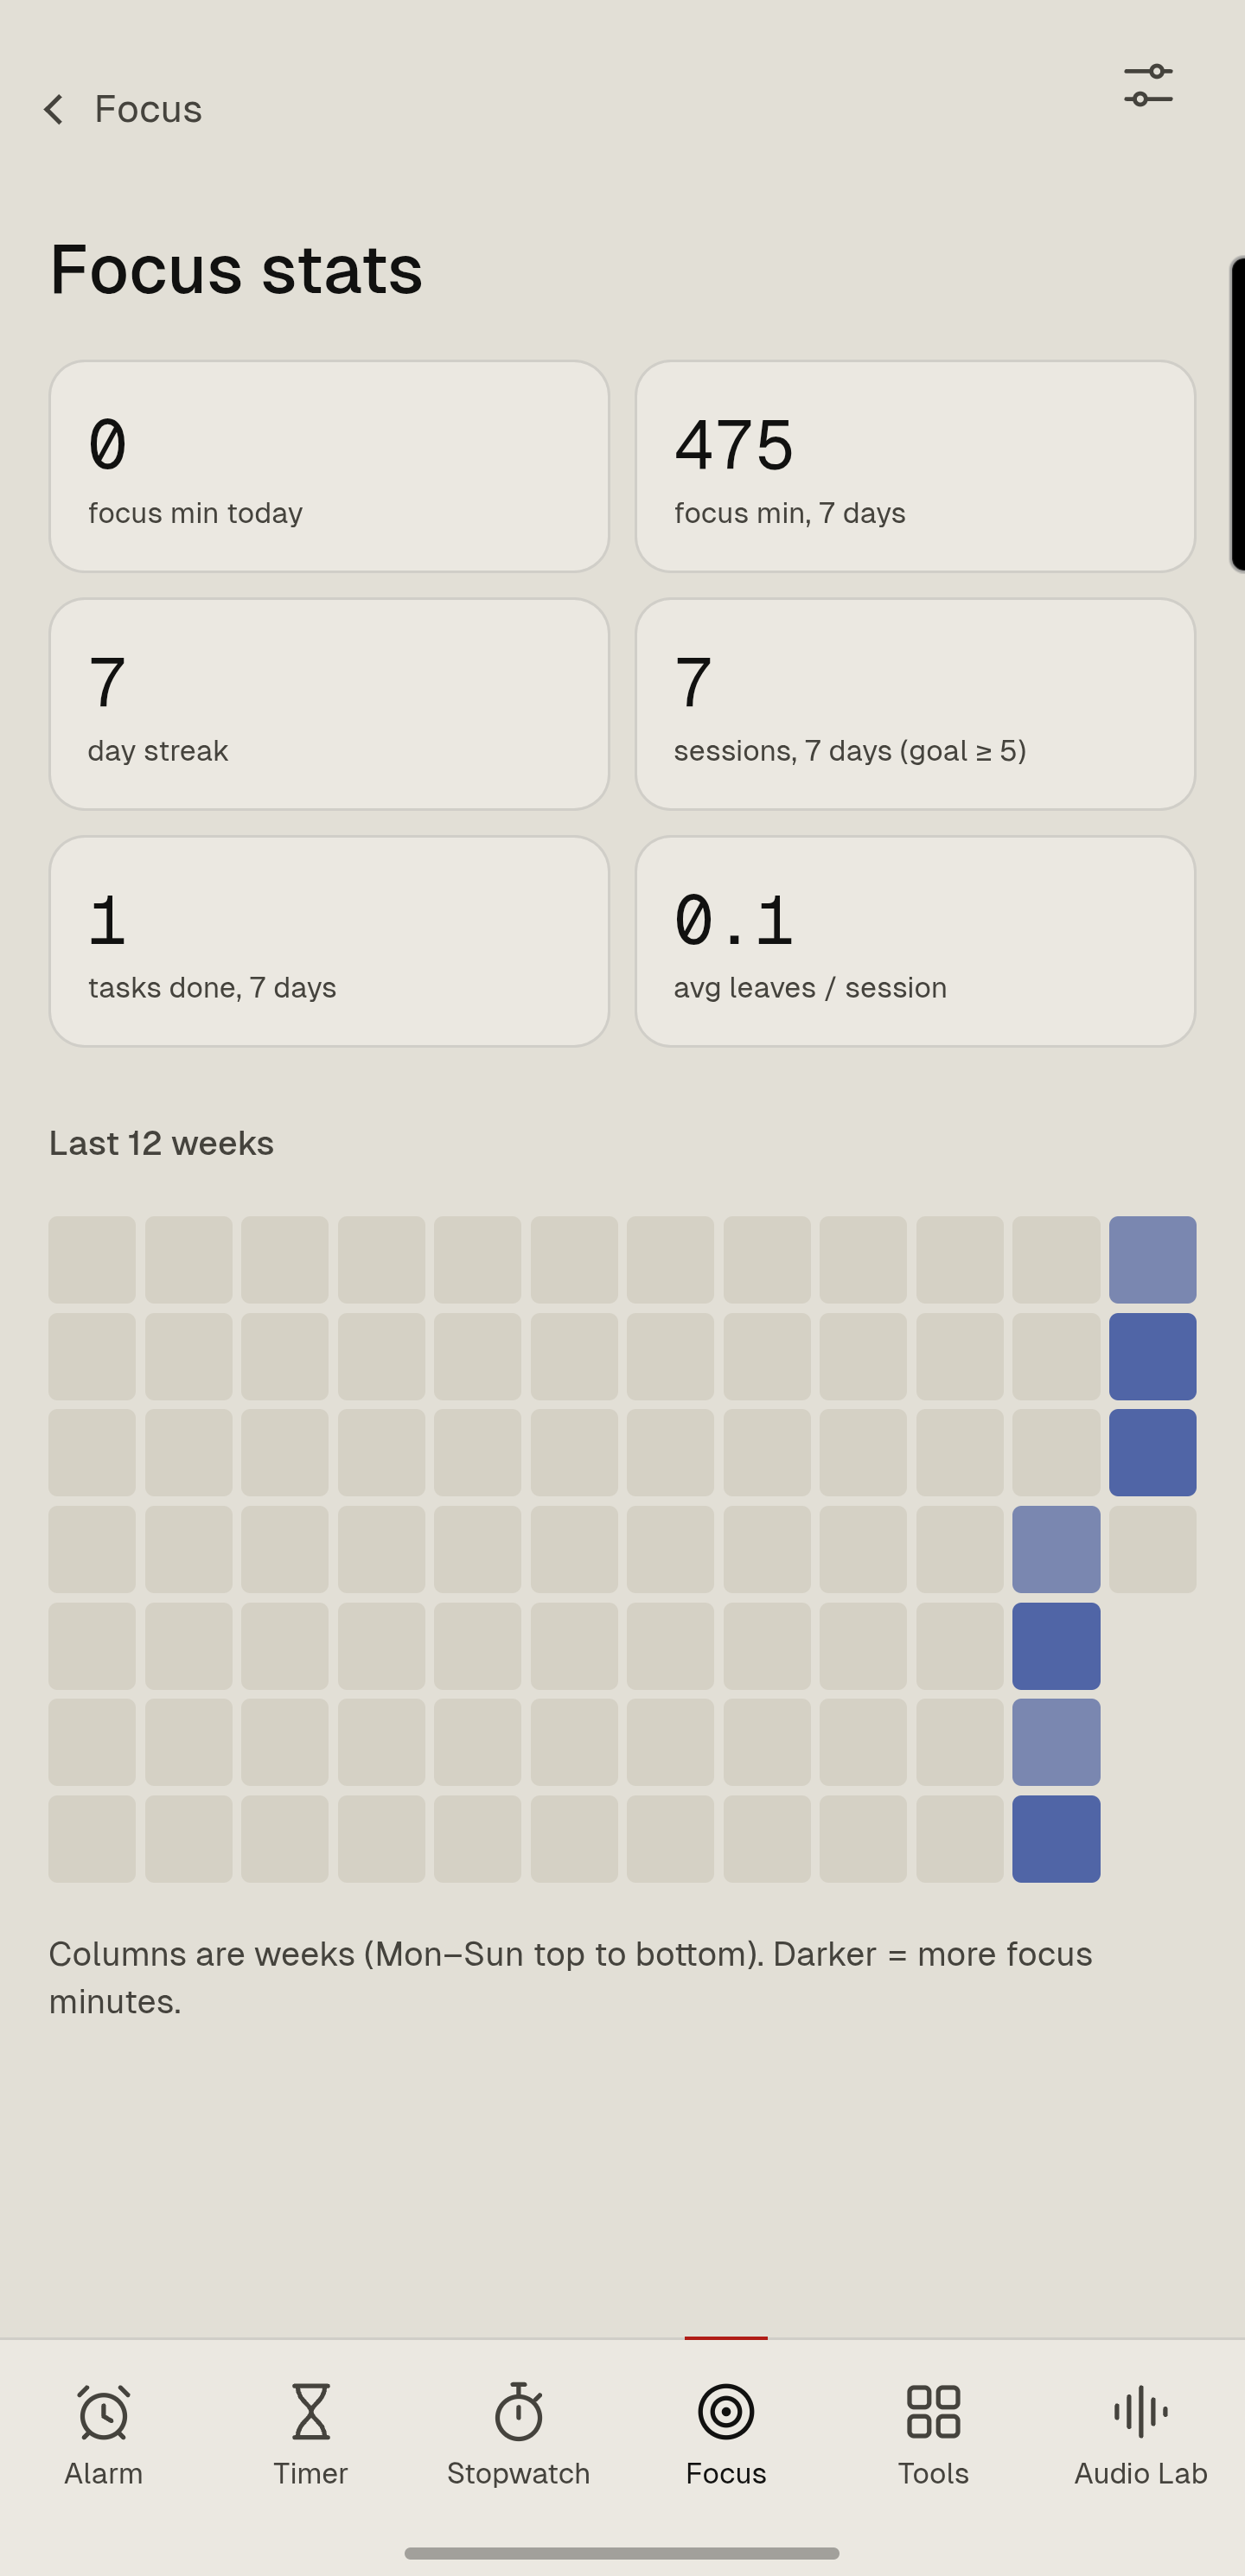 Focus
Focus stats
0
focus min today
475
focus min, 7 days
7
day streak
7
sessions, 7 days (goal ≥ 5)
1
tasks done, 7 days
0.1
avg leaves / session
Last 12 weeks
Columns are weeks (Mon–Sun top to bottom). Darker = more focus
minutes.
Alarm
Timer
Stopwatch
Focus
Tools
Audio Lab